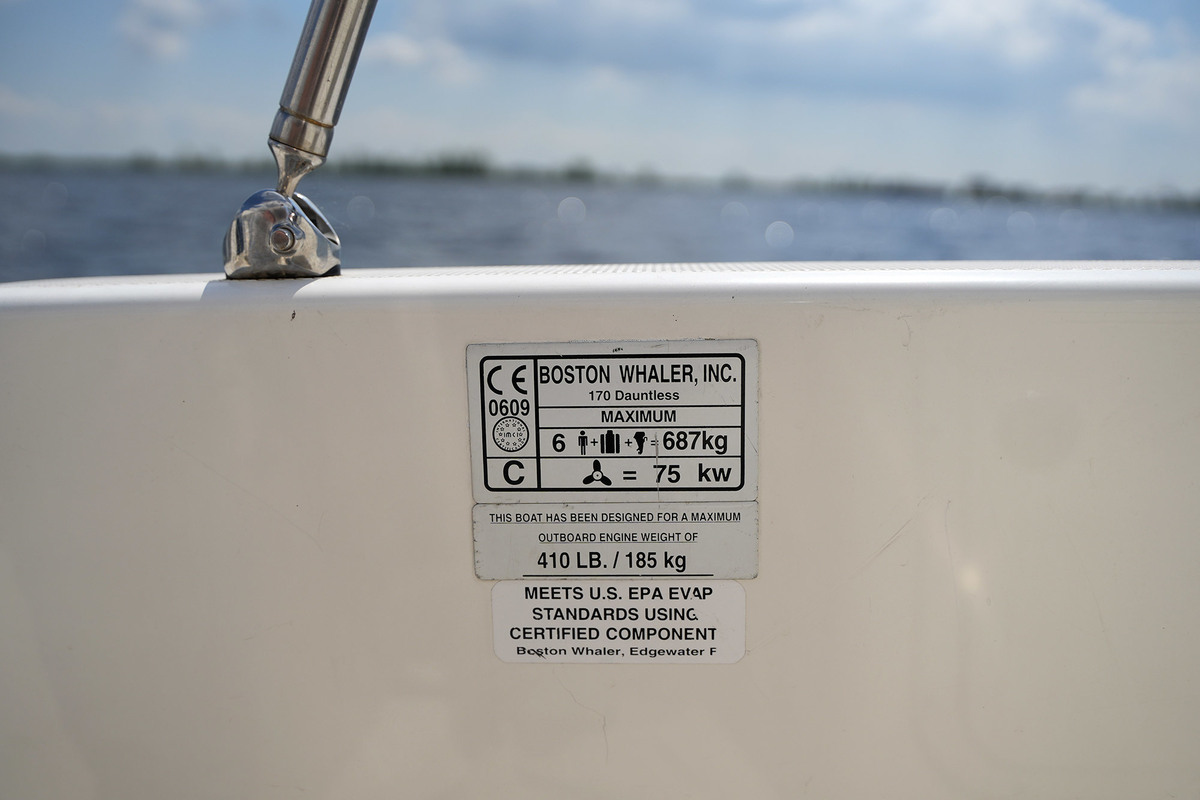 CE BOSTON WHALER, INC.
170 Dauntless
0609 MAXIMUM
IMCI
6 + + = 687kg
C = 75 kw
THIS BOAT HAS BEEN DESIGNED FOR A MAXIMUM
OUTBOARD ENGINE WEIGHT OF
410 LB. / 185 kg
MEETS U.S. EPA EVAP
STANDARDS USING
CERTIFIED COMPONENT
Boston Whaler, Edgewater F